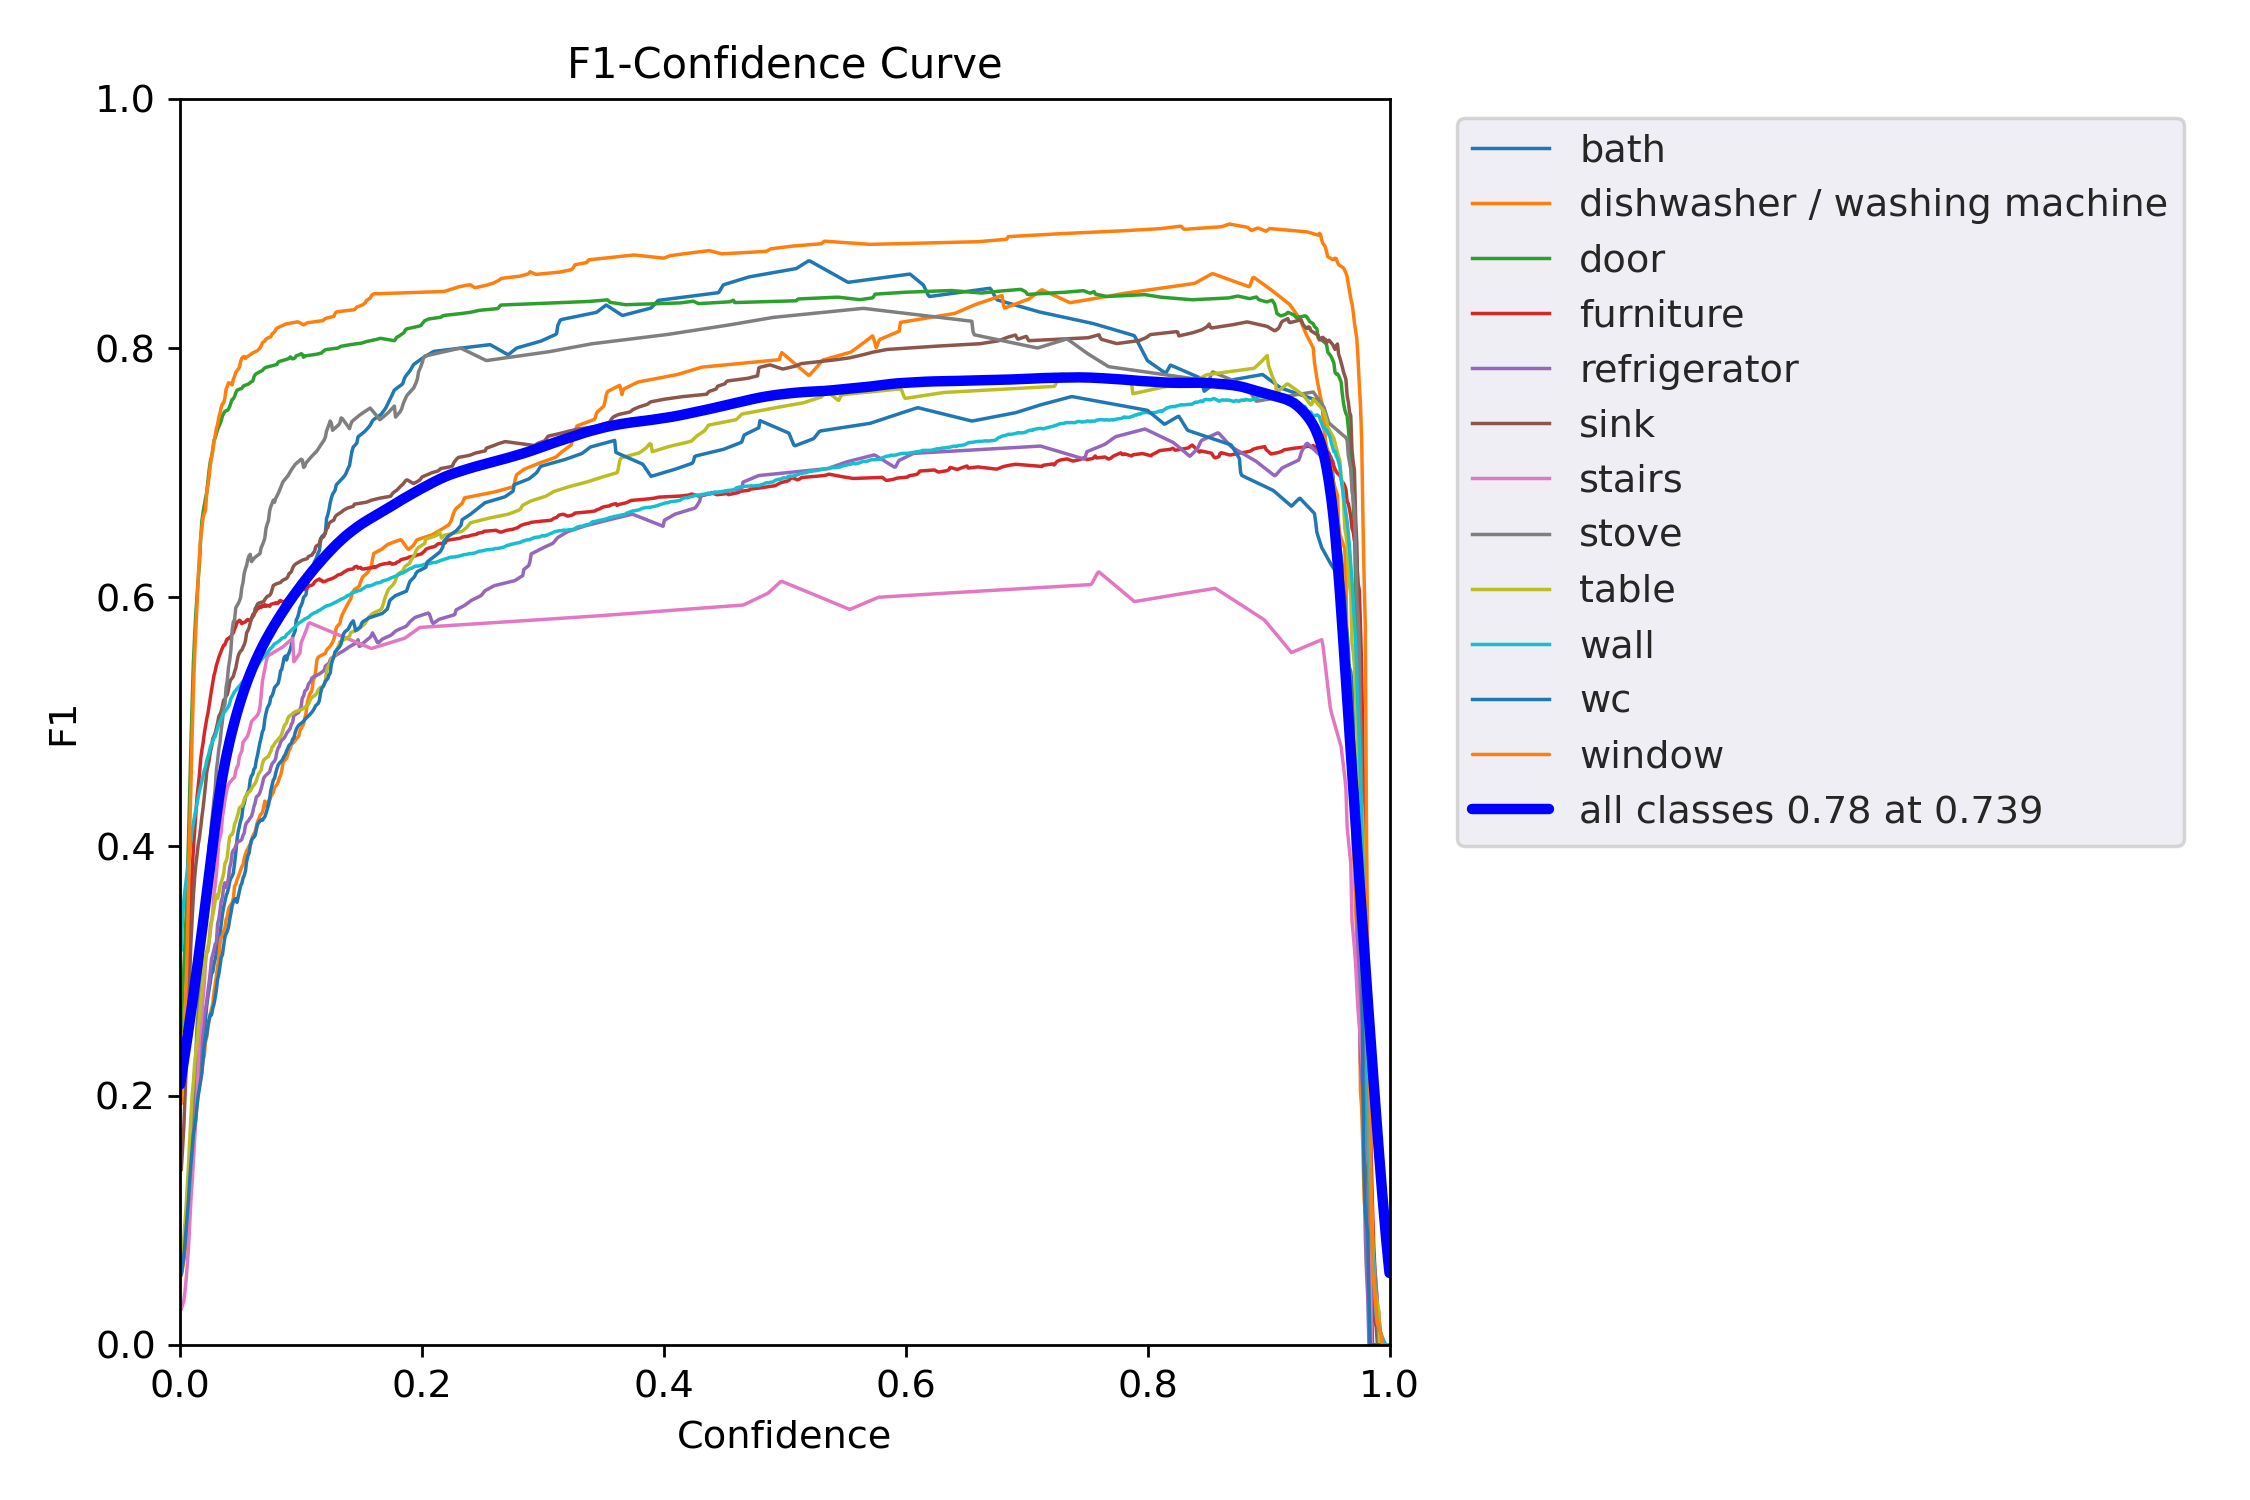 F1-Confidence Curve
1.0
0.8
0.6
0.4
0.2
0.0
F1
0.0 0.2 0.4 0.6 0.8 1.0
Confidence
bath
dishwasher / washing machine
door
furniture
refrigerator
sink
stairs
stove
table
wall
wc
window
all classes 0.78 at 0.739